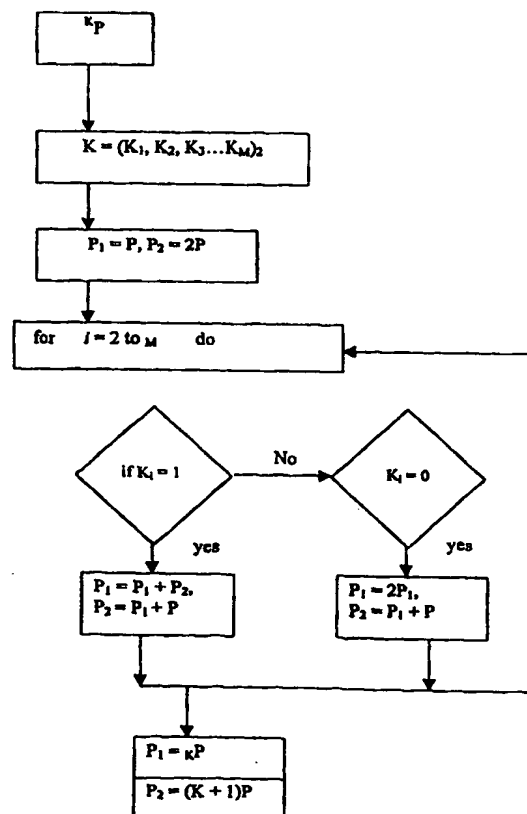 ᴷP
K = (K₁, K₂, K₃...K_M)₂
P₁ = P, P₂ = 2P
for i = 2 to M do
if Kᵢ = 1
No
Kᵢ = 0
yes
yes
P₁ = P₁ + P₂,
P₂ = P₁ + P
P₁ = 2P₁,
P₂ = P₁ + P
P₁ = KP
P₂ = (K + 1)P